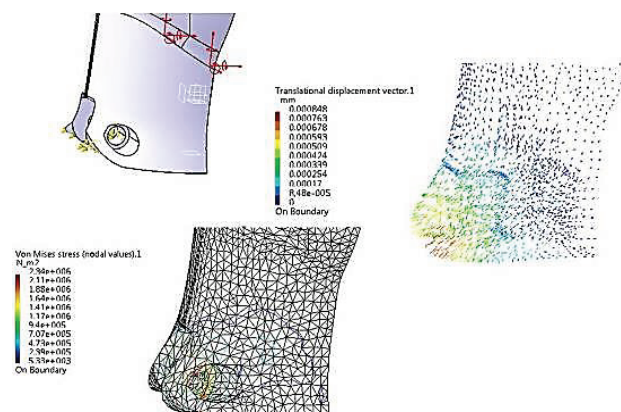 Translational displacement vector.1
mm
0.000848
0.000763
0.000678
0.000593
0.000509
0.000424
0.000339
0.000254
0.00017
8.48e-005
0
On Boundary
Von Mises stress (nodal values).1
N_m2
2.34e+006
2.11e+006
1.88e+006
1.64e+006
1.41e+006
1.17e+006
9.4e+005
7.07e+005
4.73e+005
2.39e+005
5.33e+003
On Boundary